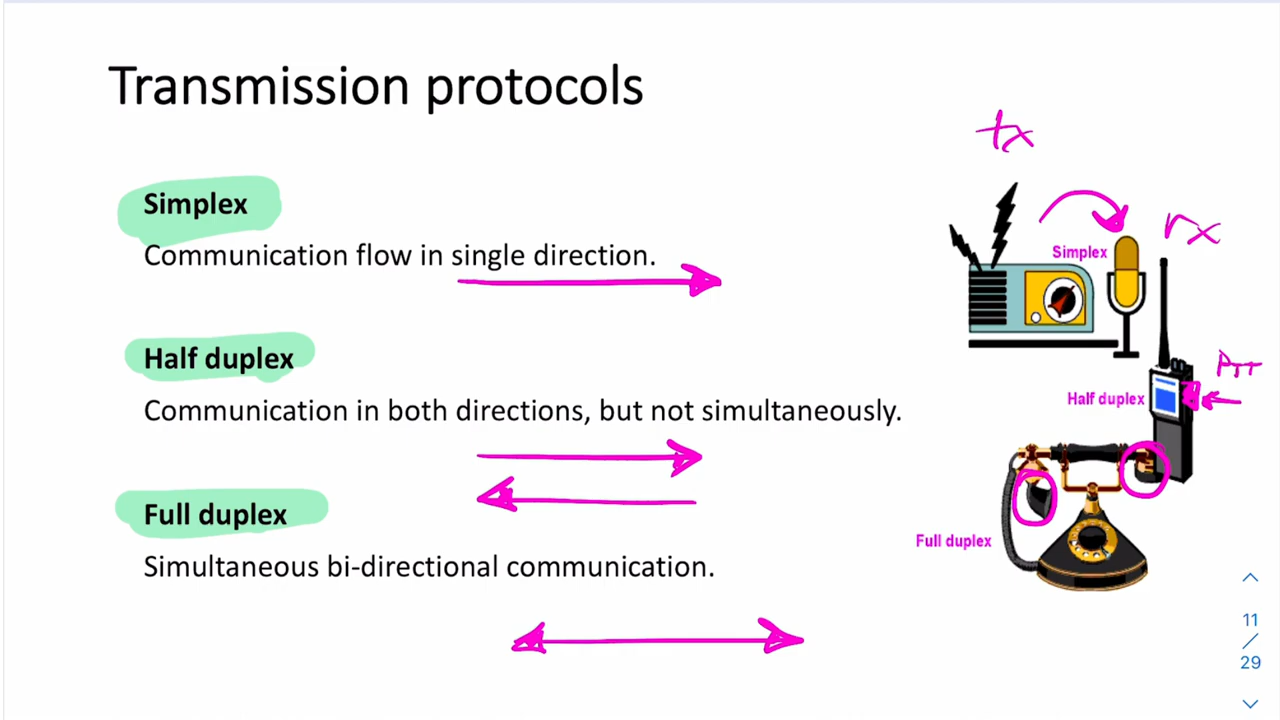 Transmission protocols
tx
Simplex
Communication flow in single direction.
Simplex
rx
Half duplex
Communication in both directions, but not simultaneously.
Half duplex
PTT
Full duplex
Simultaneous bi-directional communication.
Full duplex
11
/
29